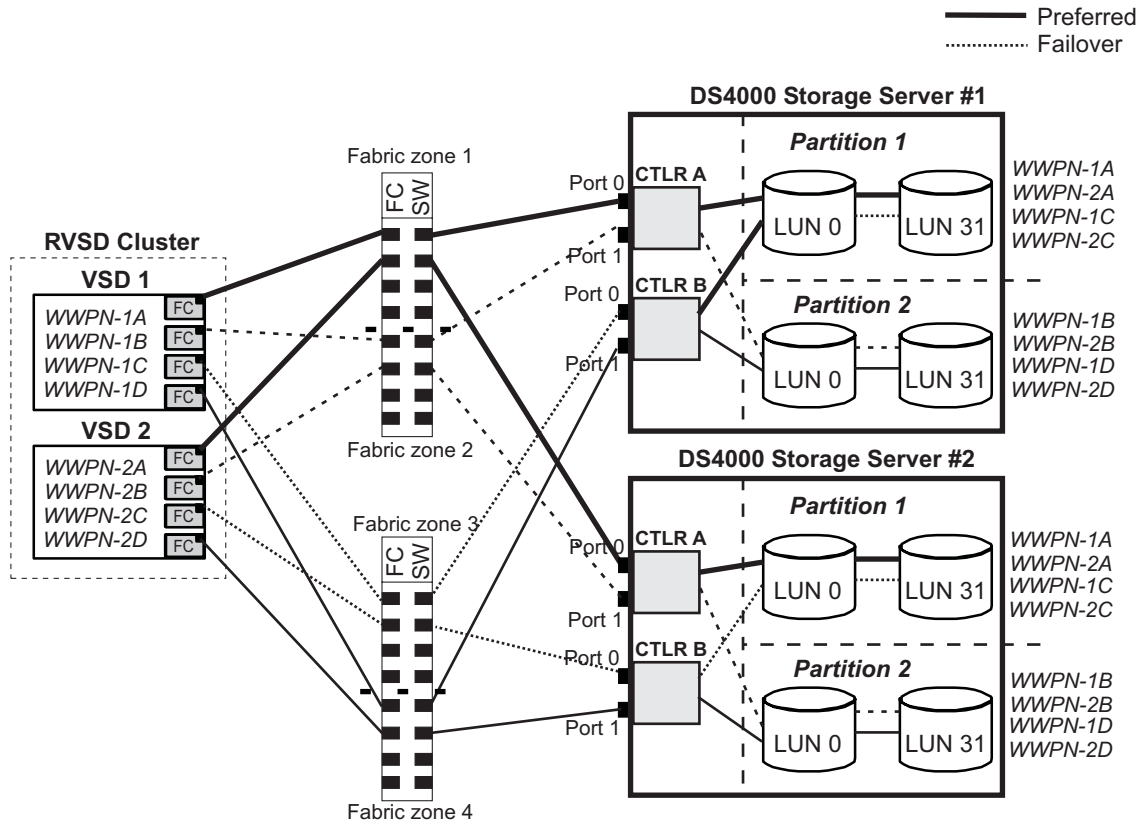 Preferred
Failover
DS4000 Storage Server #1
Partition 1
Fabric zone 1
FC
SW
Port 0
CTLR A
LUN 0
LUN 31
WWPN-1A
WWPN-2A
WWPN-1C
WWPN-2C
Port 1
RVSD Cluster
VSD 1
WWPN-1A
WWPN-1B
WWPN-1C
WWPN-1D
FC
FC
FC
FC
Port 0
CTLR B
Port 1
Partition 2
LUN 0
LUN 31
WWPN-1B
WWPN-2B
WWPN-1D
WWPN-2D
VSD 2
WWPN-2A
WWPN-2B
WWPN-2C
WWPN-2D
FC
FC
FC
FC
Fabric zone 2
DS4000 Storage Server #2
Partition 1
Fabric zone 3
FC
SW
Port 0
CTLR A
Port 1
LUN 0
LUN 31
WWPN-1A
WWPN-2A
WWPN-1C
WWPN-2C
Port 0
CTLR B
Port 1
Partition 2
LUN 0
LUN 31
WWPN-1B
WWPN-2B
WWPN-1D
WWPN-2D
Fabric zone 4